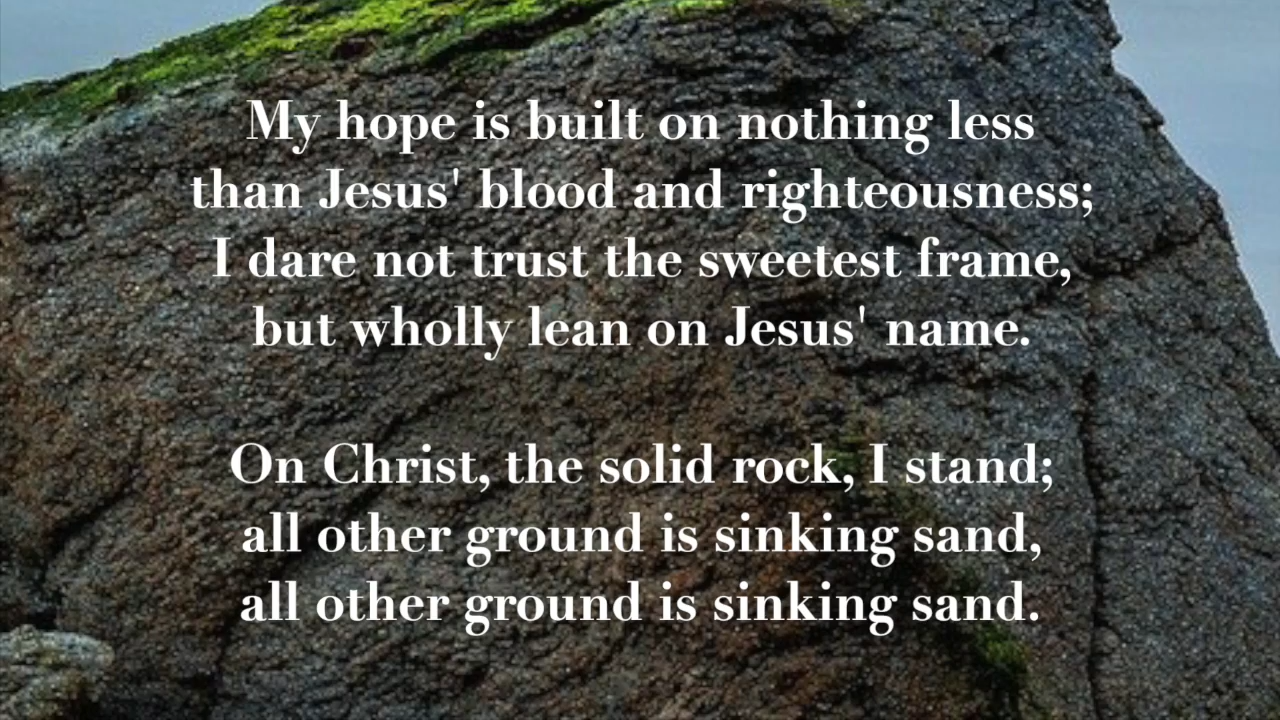 My hope is built on nothing less
than Jesus' blood and righteousness;
I dare not trust the sweetest frame,
but wholly lean on Jesus' name.
On Christ, the solid rock, I stand;
all other ground is sinking sand,
all other ground is sinking sand.